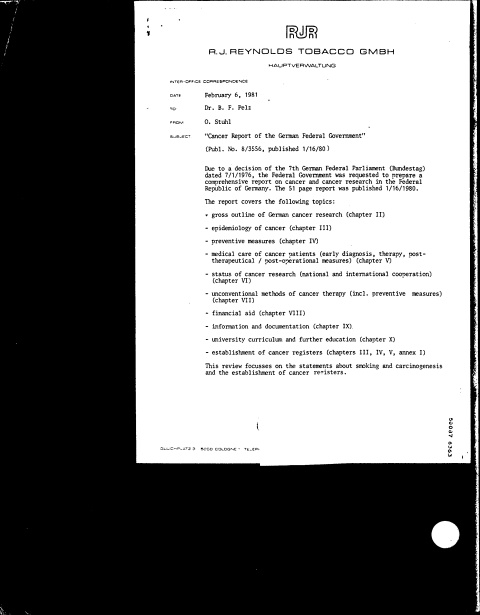 RJR
R.J. REYNOLDS TOBACCO GMBH
HAUPTVERWALTUNG
INTER-OFFICE CORRESPONDENCE
DATE February 6, 1981
TO Dr. B. F. Pelz
FROM O. Stuhl
SUBJECT "Cancer Report of the German Federal Government"
(Publ. No. 8/3556, published 1/16/80)
Due to a decision of the 7th German Federal Parliament (Bundestag)
dated 7/1/1976, the Federal Government was requested to prepare a
comprehensive report on cancer and cancer research in the Federal
Republic of Germany. The 51 page report was published 1/16/1980.
The report covers the following topics:
- gross outline of German cancer research (chapter II)
- epidemiology of cancer (chapter III)
- preventive measures (chapter IV)
- medical care of cancer patients (early diagnosis, therapy, post-
therapeutical / post-operational measures) (chapter V)
- status of cancer research (national and international cooperation)
(chapter VI)
- unconventional methods of cancer therapy (incl. preventive measures)
(chapter VII)
- financial aid (chapter VIII)
- information and documentation (chapter IX)
- university curriculum and further education (chapter X)
- establishment of cancer registers (chapters III, IV, V, annex I)
This review focusses on the statements about smoking and carcinogenesis
and the establishment of cancer registers.
5000 COLOGNE